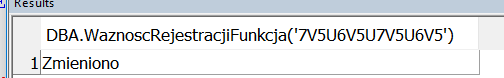 Results
DBA.WaznoscRejestracjiFunkcja('7V5U6V5U7V5U6V5')
1 Zmieniono